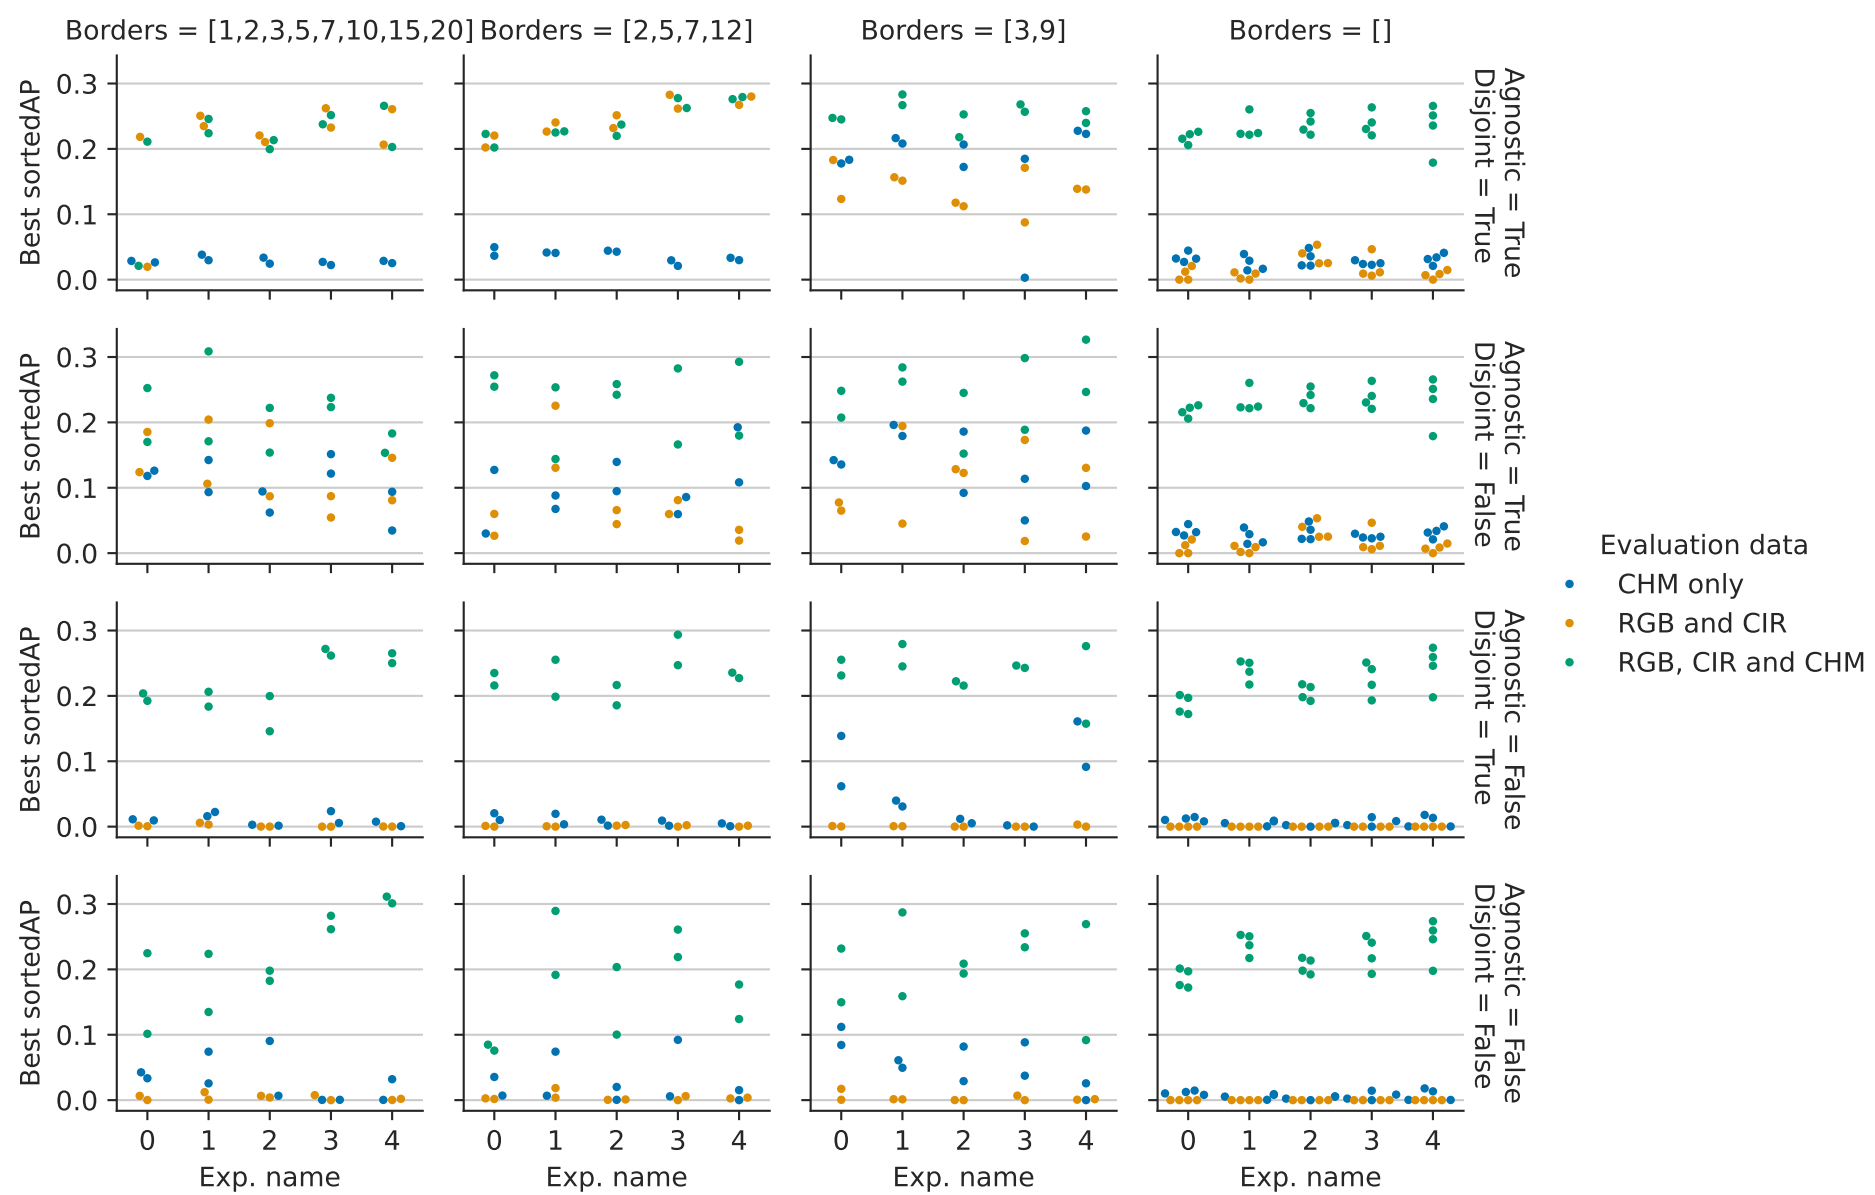 Borders = [1,2,3,5,7,10,15,20] Borders = [2,5,7,12] Borders = [3,9] Borders = []
Best sortedAP
0.3
0.2
0.1
0.0
Agnostic = True
Disjoint = True
Best sortedAP
0.3
0.2
0.1
0.0
Agnostic = True
Disjoint = False
Best sortedAP
0.3
0.2
0.1
0.0
Agnostic = False
Disjoint = True
Best sortedAP
0.3
0.2
0.1
0.0
Agnostic = False
Disjoint = False
0 1 2 3 4 0 1 2 3 4 0 1 2 3 4 0 1 2 3 4
Exp. name Exp. name Exp. name Exp. name
Evaluation data
CHM only
RGB and CIR
RGB, CIR and CHM